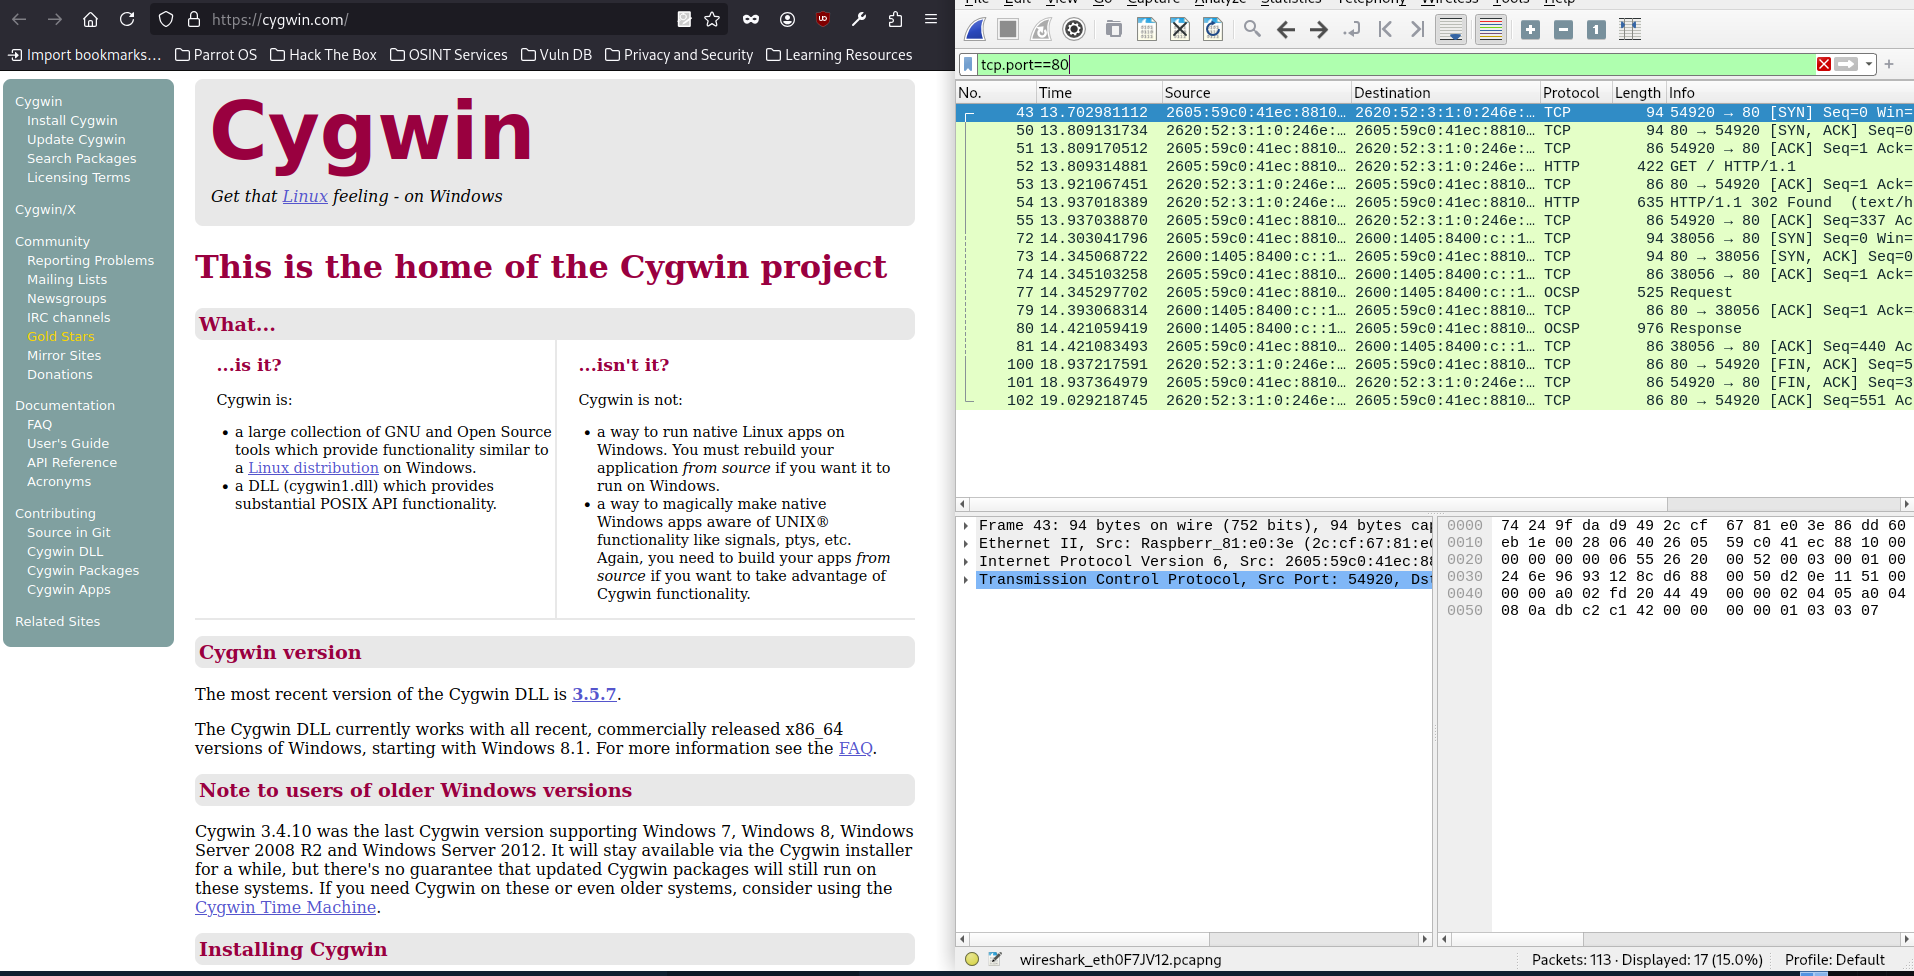 https://cygwin.com/
Import bookmarks… Parrot OS Hack The Box OSINT Services Vuln DB Privacy and Security Learning Resources
Cygwin
Install Cygwin
Update Cygwin
Search Packages
Licensing Terms
Cygwin/X
Community
Reporting Problems
Mailing Lists
Newsgroups
IRC channels
Gold Stars
Mirror Sites
Donations
Documentation
FAQ
User's Guide
API Reference
Acronyms
Contributing
Source in Git
Cygwin DLL
Cygwin Packages
Cygwin Apps
Related Sites
Cygwin
Get that Linux feeling - on Windows
This is the home of the Cygwin project
What...
...is it?
Cygwin is:
• a large collection of GNU and Open Source
tools which provide functionality similar to
a Linux distribution on Windows.
• a DLL (cygwin1.dll) which provides
substantial POSIX API functionality.
...isn't it?
Cygwin is not:
• a way to run native Linux apps on
Windows. You must rebuild your
application from source if you want it to
run on Windows.
• a way to magically make native
Windows apps aware of UNIX®
functionality like signals, ptys, etc.
Again, you need to build your apps from
source if you want to take advantage of
Cygwin functionality.
Cygwin version
The most recent version of the Cygwin DLL is 3.5.7.
The Cygwin DLL currently works with all recent, commercially released x86_64
versions of Windows, starting with Windows 8.1. For more information see the FAQ.
Note to users of older Windows versions
Cygwin 3.4.10 was the last Cygwin version supporting Windows 7, Windows 8, Windows
Server 2008 R2 and Windows Server 2012. It will stay available via the Cygwin installer
for a while, but there's no guarantee that updated Cygwin packages will still run on
these systems. If you need Cygwin on these or even older systems, consider using the
Cygwin Time Machine.
Installing Cygwin
File Edit View Go Capture Analyze Statistics Telephony Wireless Tools Help
tcp.port==80
No. Time Source Destination Protocol Length Info
43 13.702981112 2605:59c0:41ec:8810… 2620:52:3:1:0:246e:… TCP 94 54920 → 80 [SYN] Seq=0 Win=
50 13.809131734 2620:52:3:1:0:246e:… 2605:59c0:41ec:8810… TCP 94 80 → 54920 [SYN, ACK] Seq=0
51 13.809170512 2605:59c0:41ec:8810… 2620:52:3:1:0:246e:… TCP 86 54920 → 80 [ACK] Seq=1 Ack=
52 13.809314881 2605:59c0:41ec:8810… 2620:52:3:1:0:246e:… HTTP 422 GET / HTTP/1.1
53 13.921067451 2620:52:3:1:0:246e:… 2605:59c0:41ec:8810… TCP 86 80 → 54920 [ACK] Seq=1 Ack=
54 13.937018389 2620:52:3:1:0:246e:… 2605:59c0:41ec:8810… HTTP 635 HTTP/1.1 302 Found (text/h
55 13.937038870 2605:59c0:41ec:8810… 2620:52:3:1:0:246e:… TCP 86 54920 → 80 [ACK] Seq=337 Ac
72 14.303041796 2605:59c0:41ec:8810… 2600:1405:8400:c::1… TCP 94 38056 → 80 [SYN] Seq=0 Win=
73 14.345068722 2600:1405:8400:c::1… 2605:59c0:41ec:8810… TCP 94 80 → 38056 [SYN, ACK] Seq=0
74 14.345103258 2605:59c0:41ec:8810… 2600:1405:8400:c::1… TCP 86 38056 → 80 [ACK] Seq=1 Ack=
77 14.345297702 2605:59c0:41ec:8810… 2600:1405:8400:c::1… OCSP 525 Request
79 14.393068314 2600:1405:8400:c::1… 2605:59c0:41ec:8810… TCP 86 80 → 38056 [ACK] Seq=1 Ack=
80 14.421059419 2600:1405:8400:c::1… 2605:59c0:41ec:8810… OCSP 976 Response
81 14.421083493 2605:59c0:41ec:8810… 2600:1405:8400:c::1… TCP 86 38056 → 80 [ACK] Seq=440 Ac
100 18.937217591 2620:52:3:1:0:246e:… 2605:59c0:41ec:8810… TCP 86 80 → 54920 [FIN, ACK] Seq=5
101 18.937364979 2605:59c0:41ec:8810… 2620:52:3:1:0:246e:… TCP 86 54920 → 80 [FIN, ACK] Seq=3
102 19.029218745 2620:52:3:1:0:246e:… 2605:59c0:41ec:8810… TCP 86 80 → 54920 [ACK] Seq=551 Ac
Frame 43: 94 bytes on wire (752 bits), 94 bytes cap
Ethernet II, Src: Raspberr_81:e0:3e (2c:cf:67:81:e0
Internet Protocol Version 6, Src: 2605:59c0:41ec:88
Transmission Control Protocol, Src Port: 54920, Dst
0000 74 24 9f da d9 49 2c cf 67 81 e0 3e 86 dd 60
0010 eb 1e 00 28 06 40 26 05 59 c0 41 ec 88 10 00
0020 00 00 00 00 06 55 26 20 00 52 00 03 00 01 00
0030 24 6e 96 93 12 8c d6 88 00 50 d2 0e 11 51 00
0040 00 00 a0 02 fd 20 44 49 00 00 02 04 05 a0 04
0050 08 0a db c2 c1 42 00 00 00 00 01 03 03 07
wireshark_eth0F7JV12.pcapng Packets: 113 · Displayed: 17 (15.0%) Profile: Default